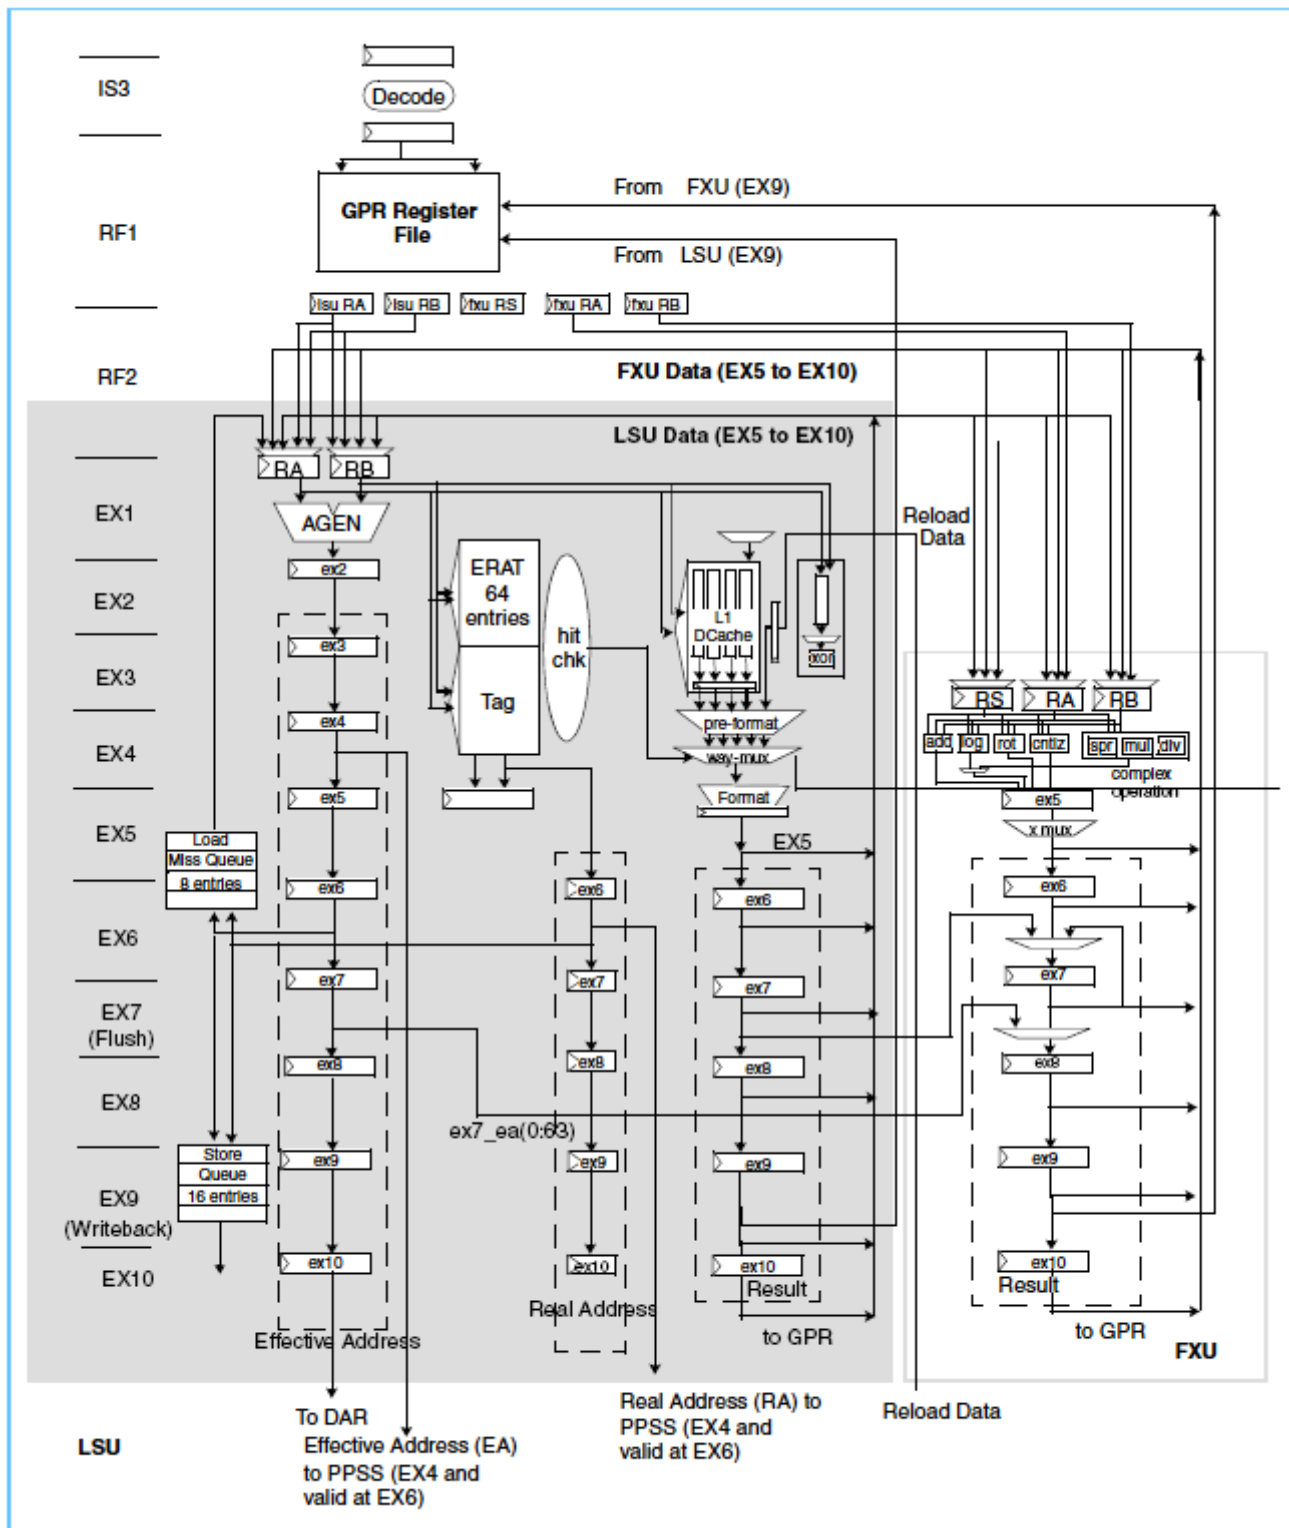 IS3
Decode
RF1
GPR Register
File
From FXU (EX9)
From LSU (EX9)
lsu RA
lsu RB
fxu RS
fxu RA
fxu RB
RF2
FXU Data (EX5 to EX10)
LSU Data (EX5 to EX10)
RA
RB
EX1
AGEN
Reload
Data
ex2
ERAT
64
entries
EX2
hit
chk
L1
DCache
xor
ex3
EX3
Tag
RS
RA
RB
ex4
pre-format
add
log
rot
cntlz
spr
mul
div
EX4
way-mux
complex
operation
ex5
Format
ex5
EX5
x mux
Load
Miss Queue
8 entries
EX5
ex6
ex6
ex6
ex6
EX6
ex7
ex7
ex7
ex7
EX7
(Flush)
ex8
ex8
ex8
ex8
EX8
ex7_ea(0:63)
Store
Queue
16 entries
ex9
ex9
ex9
ex9
EX9
(Writeback)
EX10
ex10
ex10
ex10
ex10
Result
Result
Real Address
Effective Address
to GPR
to GPR
FXU
To DAR
Effective Address (EA)
to PPSS (EX4 and
valid at EX6)
Real Address (RA) to
PPSS (EX4 and
valid at EX6)
Reload Data
LSU